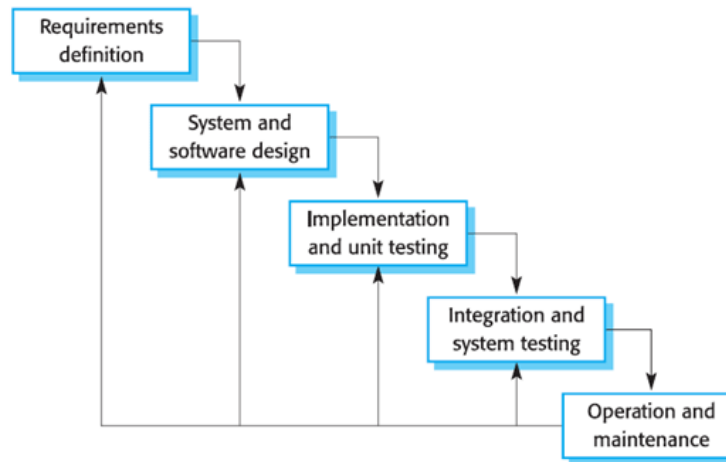 Requirements
definition
System and
software design
Implementation
and unit testing
Integration and
system testing
Operation and
maintenance